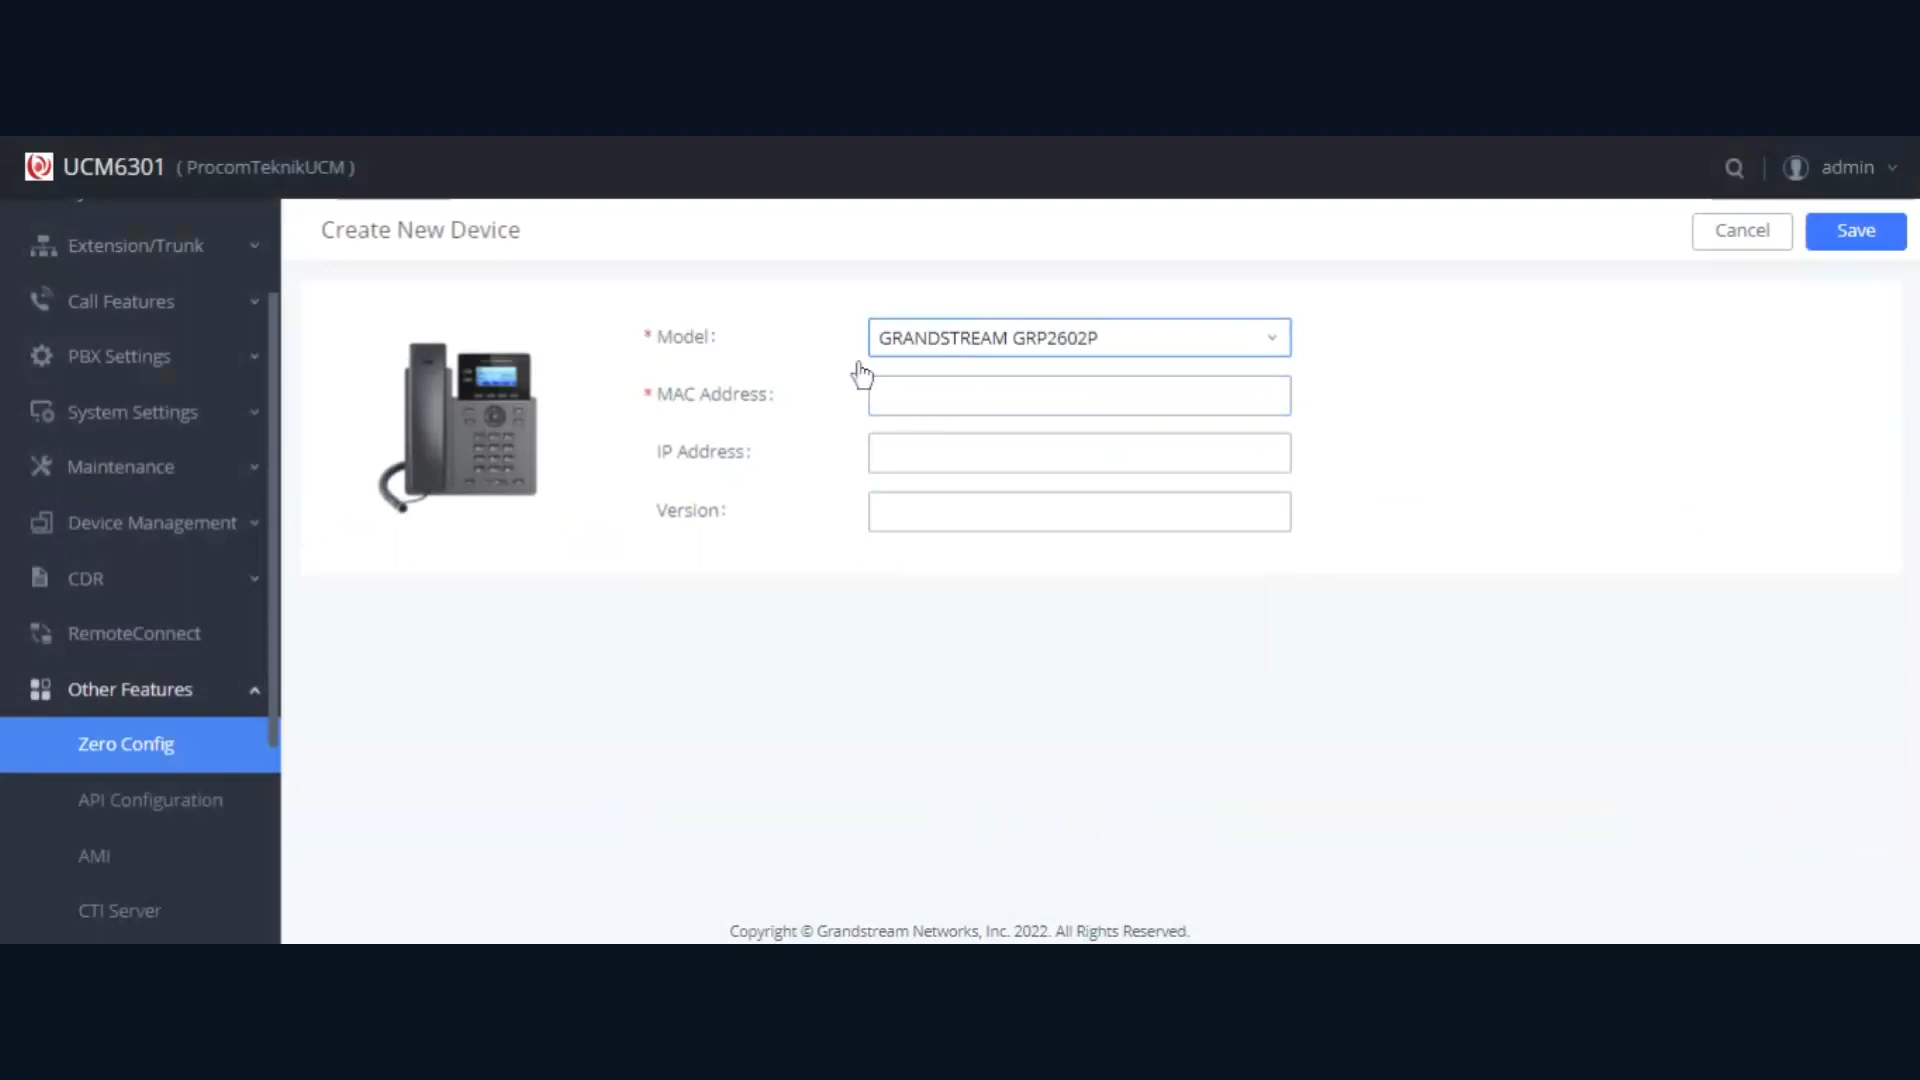 UCM6301 ( ProcomTeknikUCM )
admin
Extension/Trunk
Call Features
PBX Settings
System Settings
Maintenance
Device Management
CDR
RemoteConnect
Other Features
Zero Config
API Configuration
AMI
CTI Server
Create New Device
Cancel
Save
* Model:
GRANDSTREAM GRP2602P
* MAC Address:
IP Address:
Version:
Copyright © Grandstream Networks, Inc. 2022. All Rights Reserved.